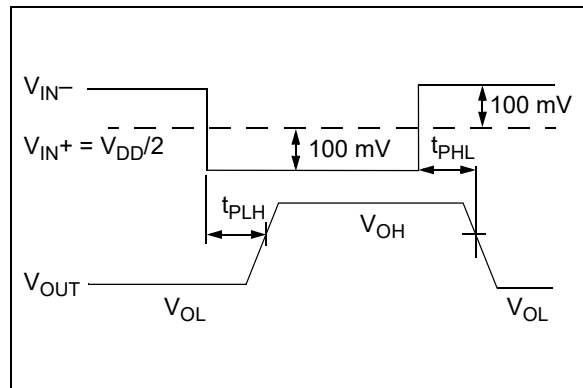 V_IN−
100 mV
V_IN+ = V_DD/2
100 mV
t_PHL
t_PLH
V_OH
V_OUT
V_OL
V_OL